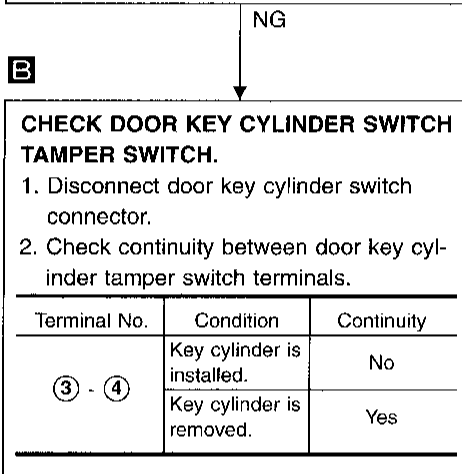 NG
B
CHECK DOOR KEY CYLINDER SWITCH
TAMPER SWITCH.
1. Disconnect door key cylinder switch
connector.
2. Check continuity between door key cyl-
inder tamper switch terminals.
Terminal No. Condition Continuity
③ - ④
Key cylinder is
installed.
No
Key cylinder is
removed.
Yes